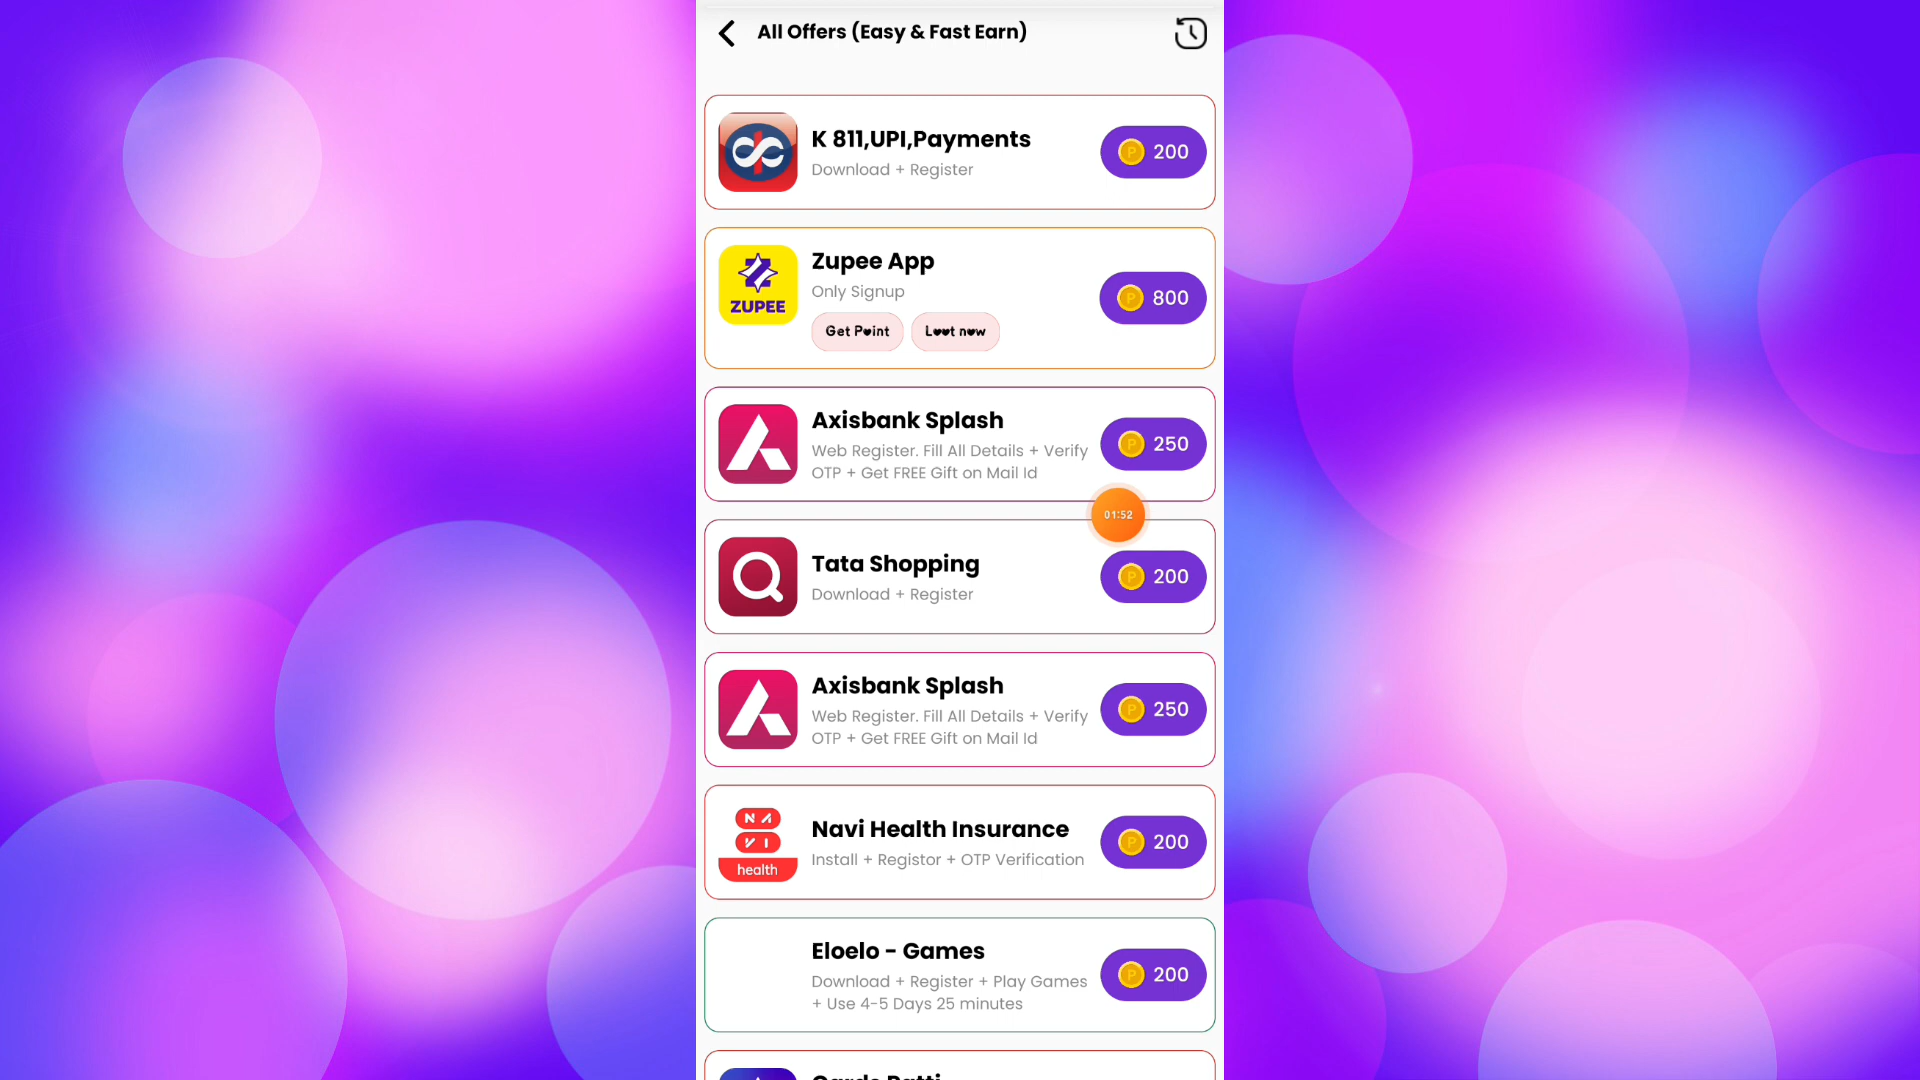 All Offers (Easy & Fast Earn)
K 811,UPI,Payments
Download + Register
200
ZUPEE
Zupee App
Only Signup
Get Point
Loot now
800
Axisbank Splash
Web Register. Fill All Details + Verify
OTP + Get FREE Gift on Mail Id
250
01:52
Tata Shopping
Download + Register
200
Axisbank Splash
Web Register. Fill All Details + Verify
OTP + Get FREE Gift on Mail Id
250
NAVI
health
Navi Health Insurance
Install + Registor + OTP Verification
200
Eloelo - Games
Download + Register + Play Games
+ Use 4-5 Days 25 minutes
200